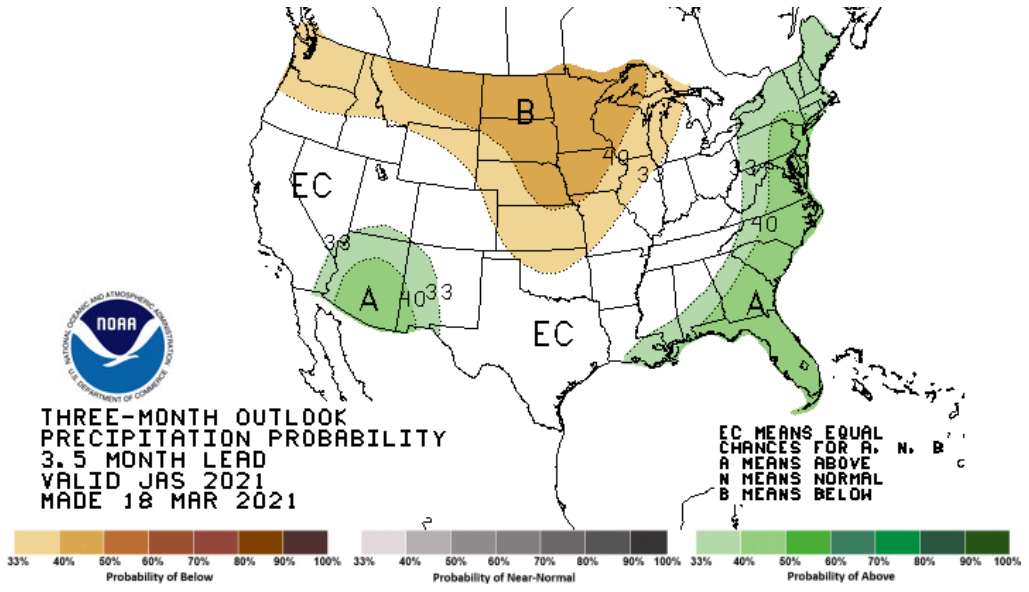 B
40
33
EC
33
A
40
33
EC
33
40
A
NATIONAL OCEANIC AND ATMOSPHERIC ADMINISTRATION
NOAA
U.S. DEPARTMENT OF COMMERCE
THREE-MONTH OUTLOOK
PRECIPITATION PROBABILITY
3.5 MONTH LEAD
VALID JAS 2021
MADE 18 MAR 2021
EC MEANS EQUAL
CHANCES FOR A, N, B
A MEANS ABOVE
N MEANS NORMAL
B MEANS BELOW
33% 40% 50% 60% 70% 80% 90% 100%
Probability of Below
33% 40% 50% 60% 70% 80% 90% 100%
Probability of Near-Normal
33% 40% 50% 60% 70% 80% 90% 100%
Probability of Above